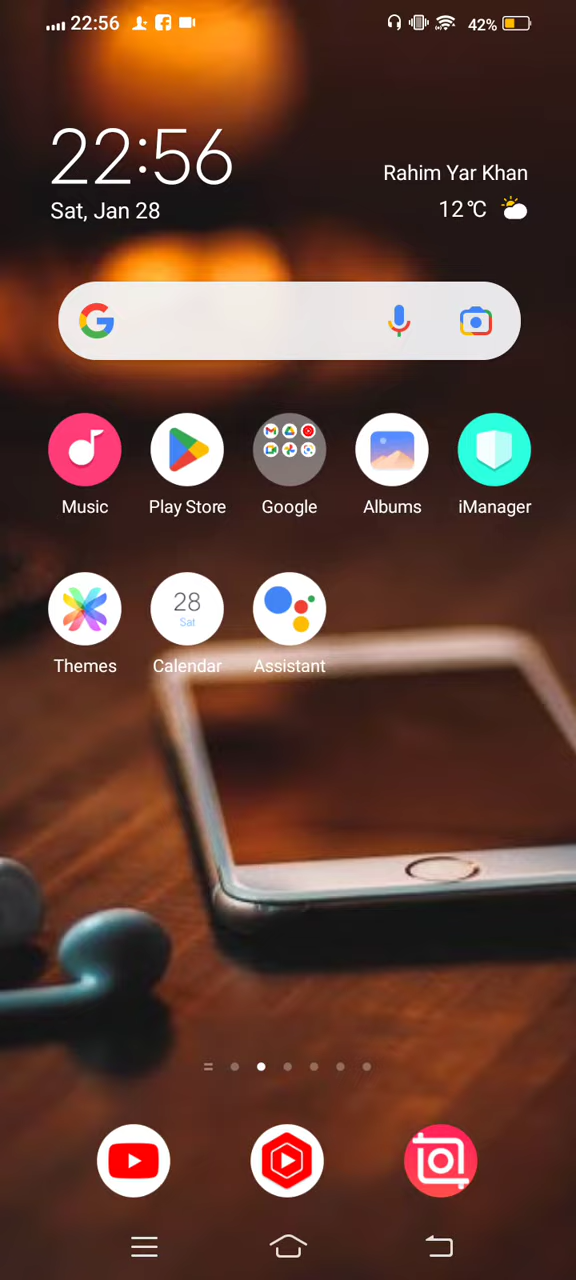 22:56
42%
22:56
Rahim Yar Khan
Sat, Jan 28
12℃
Music
Play Store
Google
Albums
iManager
28
Sat
Themes
Calendar
Assistant